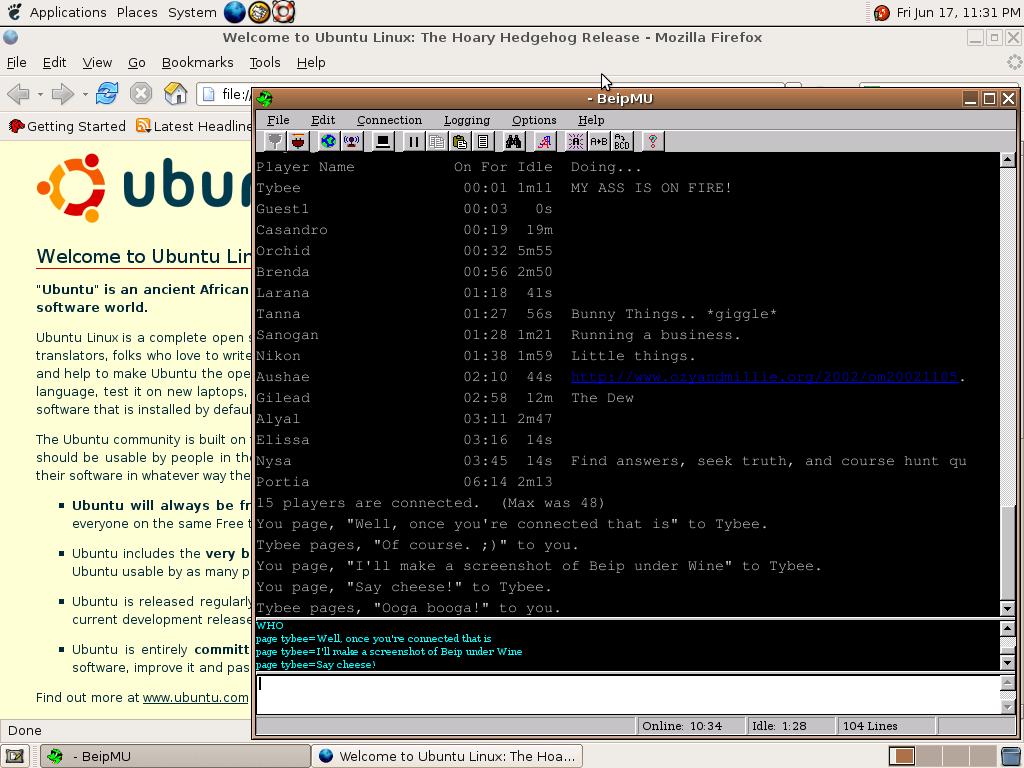 Applications Places System Fri Jun 17, 11:31 PM
Welcome to Ubuntu Linux: The Hoary Hedgehog Release - Mozilla Firefox
File Edit View Go Bookmarks Tools Help
file:/
Getting Started Latest Headline
ubu
Welcome to Ubuntu Lin
"Ubuntu" is an ancient African
software world.
Ubuntu Linux is a complete open s
translators, folks who love to write
and help to make Ubuntu the ope
language, test it on new laptops,
software that is installed by defaul
The Ubuntu community is built on
should be usable by people in the
their software in whatever way the
Ubuntu will always be fr
everyone on the same Free t
Ubuntu includes the very b
Ubuntu usable by as many p
Ubuntu is released regularly
current development release
Ubuntu is entirely committ
software, improve it and pas
Find out more at www.ubuntu.com
Done
- BeipMU
File Edit Connection Logging Options Help
Player Name On For Idle Doing...
Tybee 00:01 1m11 MY ASS IS ON FIRE!
Guest1 00:03 0s
Casandro 00:19 19m
Orchid 00:32 5m55
Brenda 00:56 2m50
Larana 01:18 41s
Tanna 01:27 56s Bunny Things.. *giggle*
Sanogan 01:28 1m21 Running a business.
Nikon 01:38 1m59 Little things.
Aushae 02:10 44s http://www.ozyandmillie.org/2002/om20021105.
Gilead 02:58 12m The Dew
Alyal 03:11 2m47
Elissa 03:16 14s
Nysa 03:45 14s Find answers, seek truth, and course hunt qu
Portia 06:14 2m13
15 players are connected. (Max was 48)
You page, "Well, once you're connected that is" to Tybee.
Tybee pages, "Of course. ;)" to you.
You page, "I'll make a screenshot of Beip under Wine" to Tybee.
You page, "Say cheese!" to Tybee.
Tybee pages, "Ooga booga!" to you.
WHO
page tybee=Well, once you're connected that is
page tybee=I'll make a screenshot of Beip under Wine
page tybee=Say cheese!
Online: 10:34 Idle: 1:28 104 Lines
- BeipMU Welcome to Ubuntu Linux: The Hoa...